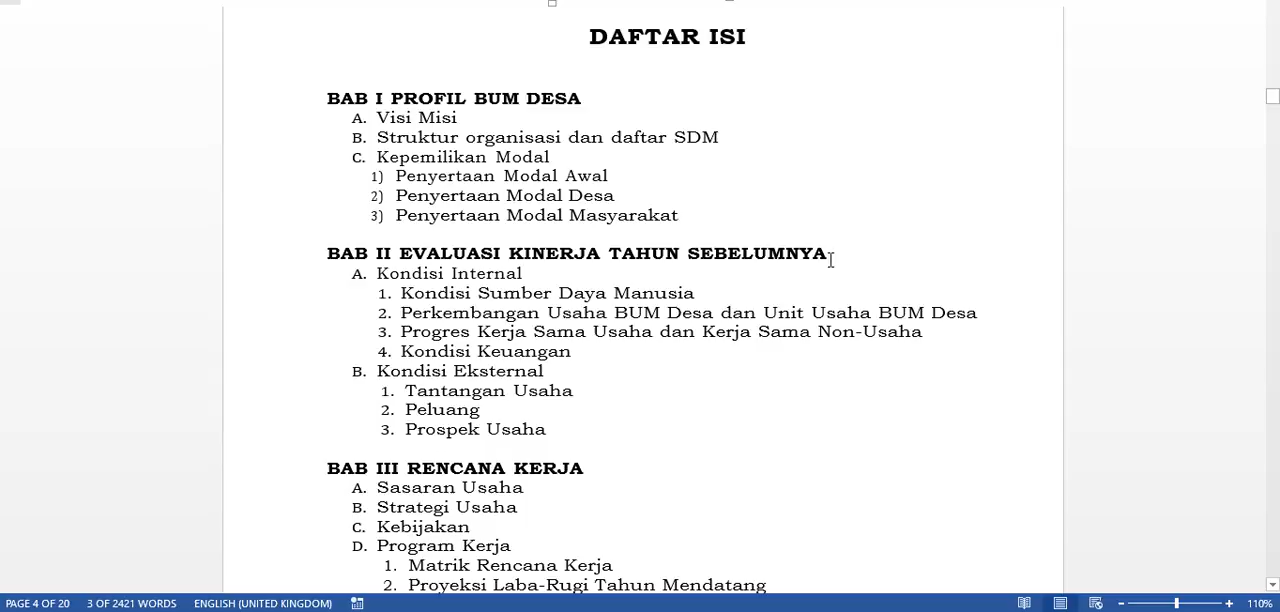 DAFTAR ISI
BAB I PROFIL BUM DESA
A. Visi Misi
B. Struktur organisasi dan daftar SDM
C. Kepemilikan Modal
1) Penyertaan Modal Awal
2) Penyertaan Modal Desa
3) Penyertaan Modal Masyarakat
BAB II EVALUASI KINERJA TAHUN SEBELUMNYA
A. Kondisi Internal
1. Kondisi Sumber Daya Manusia
2. Perkembangan Usaha BUM Desa dan Unit Usaha BUM Desa
3. Progres Kerja Sama Usaha dan Kerja Sama Non-Usaha
4. Kondisi Keuangan
B. Kondisi Eksternal
1. Tantangan Usaha
2. Peluang
3. Prospek Usaha
BAB III RENCANA KERJA
A. Sasaran Usaha
B. Strategi Usaha
C. Kebijakan
D. Program Kerja
1. Matrik Rencana Kerja
2. Proyeksi Laba-Rugi Tahun Mendatang
PAGE 4 OF 20 3 OF 2421 WORDS ENGLISH (UNITED KINGDOM) 110%